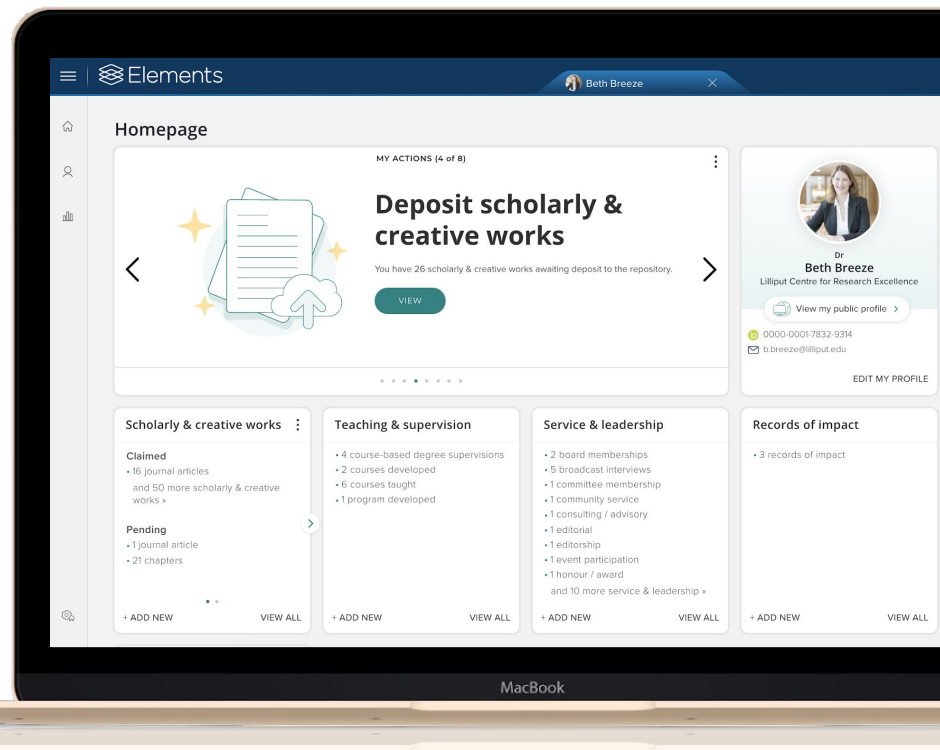 Elements
Beth Breeze
Homepage
MY ACTIONS (4 of 8)
Deposit scholarly &
creative works
You have 26 scholarly & creative works awaiting deposit to the repository.
VIEW
Dr
Beth Breeze
Lilliput Centre for Research Excellence
View my public profile >
iD 0000-0001-7832-9314
b.breeze@lilliput.edu
EDIT MY PROFILE
Scholarly & creative works
Claimed
• 16 journal articles
and 50 more scholarly & creative
works »
Pending
• 1 journal article
• 21 chapters
+ ADD NEW VIEW ALL
Teaching & supervision
• 4 course-based degree supervisions
• 2 courses developed
• 6 courses taught
• 1 program developed
+ ADD NEW VIEW ALL
Service & leadership
• 2 board memberships
• 5 broadcast interviews
• 1 committee membership
• 1 community service
• 1 consulting / advisory
• 1 editorial
• 1 editorship
• 1 event participation
• 1 honour / award
and 10 more service & leadership »
+ ADD NEW VIEW ALL
Records of impact
• 3 records of impact
+ ADD NEW VIEW ALL
MacBook